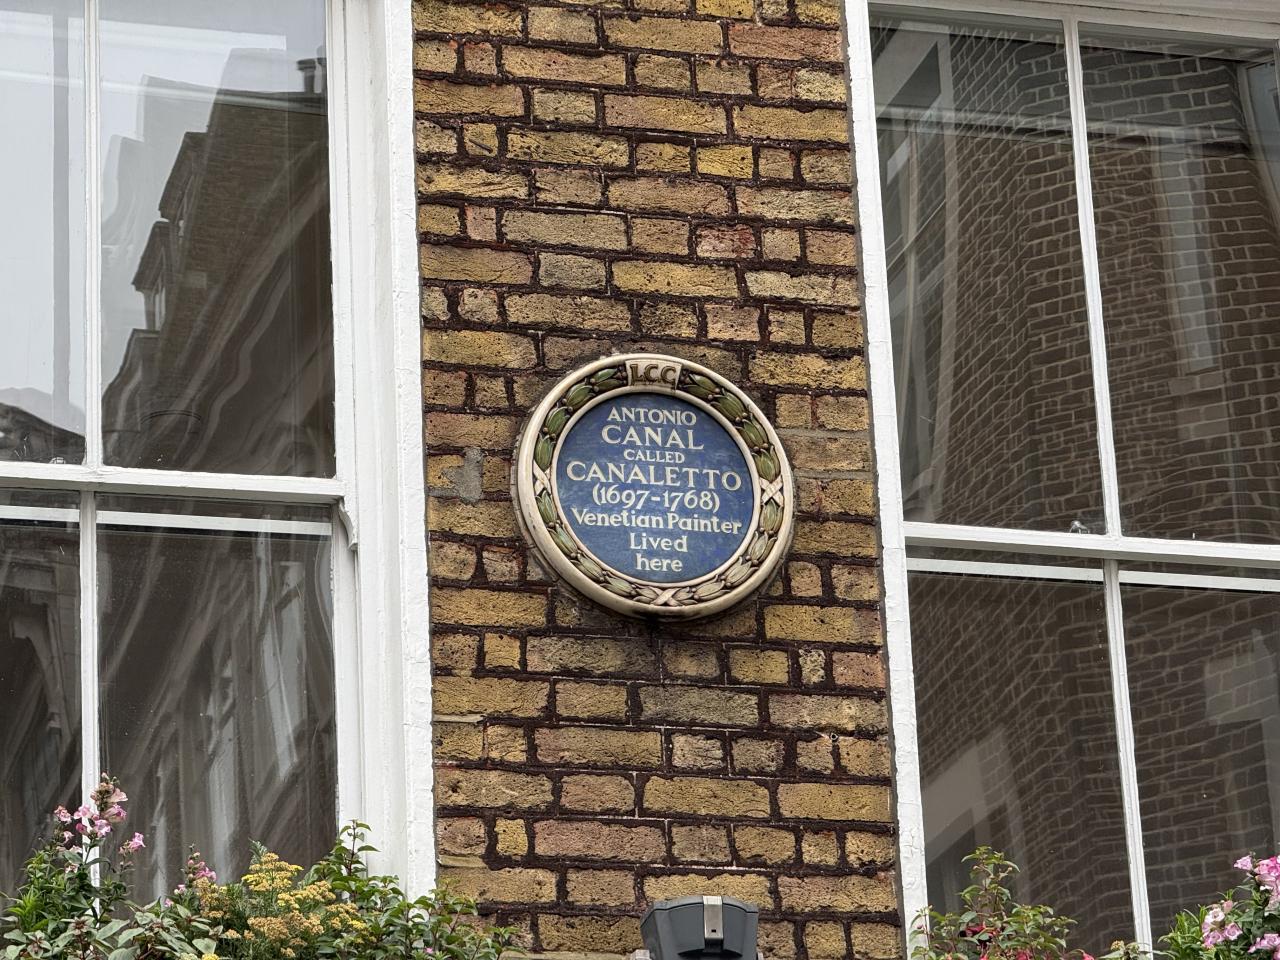 LCC
ANTONIO
CANAL
CALLED
CANALETTO
(1697-1768)
Venetian Painter
Lived
here